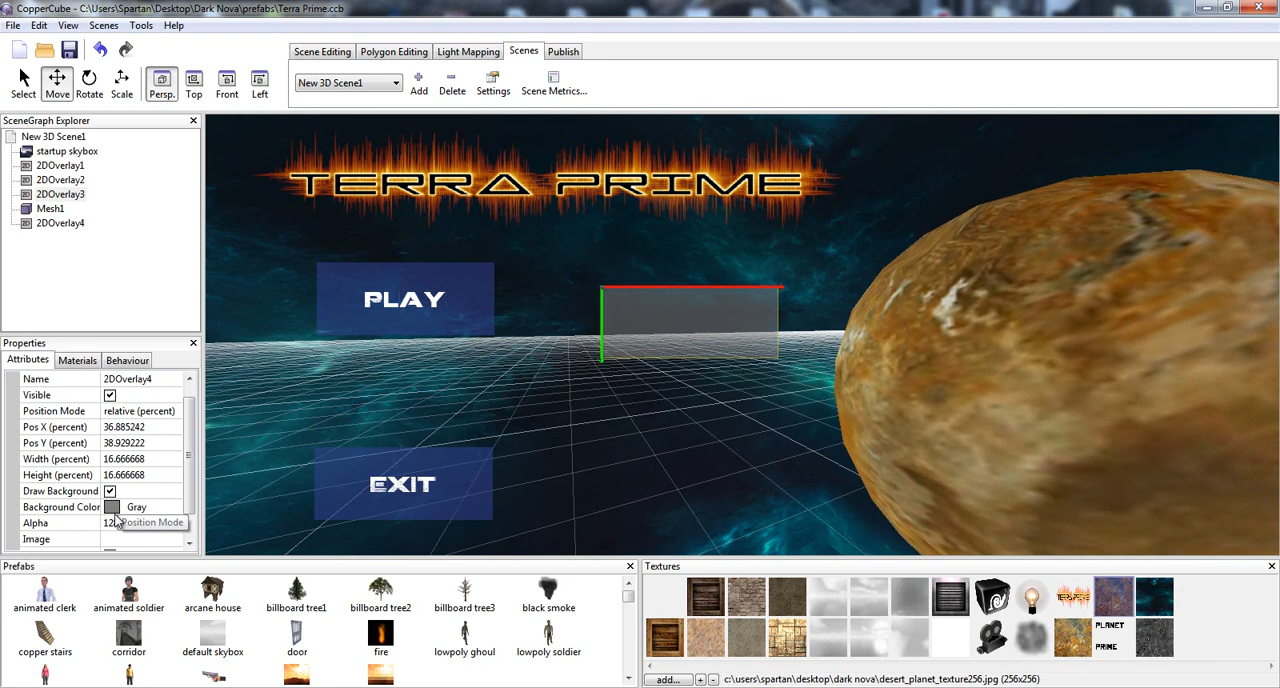 CopperCube - C:\Users\Spartan\Desktop\Dark Nova\prefabs\Terra Prime.ccb
File Edit View Scenes Tools Help
Scene Editing Polygon Editing Light Mapping Scenes Publish
Select Move Rotate Scale Persp. Top Front Left
New 3D Scene1 Add Delete Settings Scene Metrics...
SceneGraph Explorer
New 3D Scene1
startup skybox
2DOverlay1
2DOverlay2
2DOverlay3
Mesh1
2DOverlay4
TERRA PRIME
PLAY
EXIT
Properties
Attributes Materials Behaviour
Name 2DOverlay4
Visible
Position Mode relative (percent)
Pos X (percent) 36.885242
Pos Y (percent) 38.929222
Width (percent) 16.666668
Height (percent) 16.666668
Draw Background
Background Color Gray
Alpha Position Mode
Image
Prefabs
animated clerk animated soldier arcane house billboard tree1 billboard tree2 billboard tree3 black smoke
copper stairs corridor default skybox door fire lowpoly ghoul lowpoly soldier
Textures
TERRA PRIME
PLANET
PRIME
add... + - c:\users\spartan\desktop\dark nova\desert_planet_texture256.jpg (256x256)